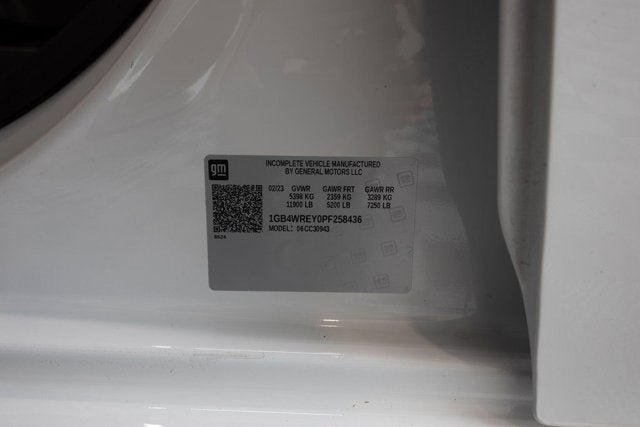 gm
INCOMPLETE VEHICLE MANUFACTURED
BY GENERAL MOTORS LLC
02/23 GVWR GAWR FRT GAWR RR
5398 KG 2359 KG 3289 KG
11900 LB 5200 LB 7250 LB
1GB4WREY0PF258436
MODEL: 06CC30943